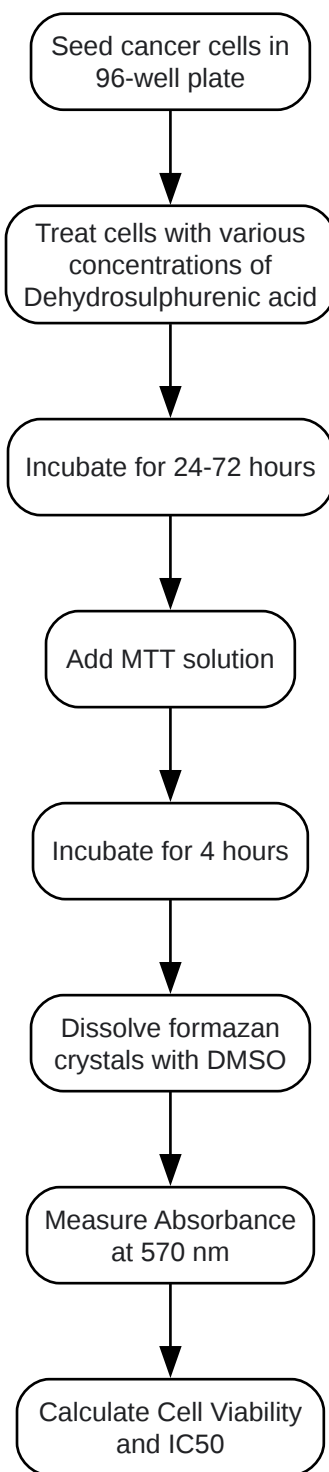 Seed cancer cells in
96-well plate
Treat cells with various
concentrations of
Dehydrosulphurenic acid
Incubate for 24-72 hours
Add MTT solution
Incubate for 4 hours
Dissolve formazan
crystals with DMSO
Measure Absorbance
at 570 nm
Calculate Cell Viability
and IC50